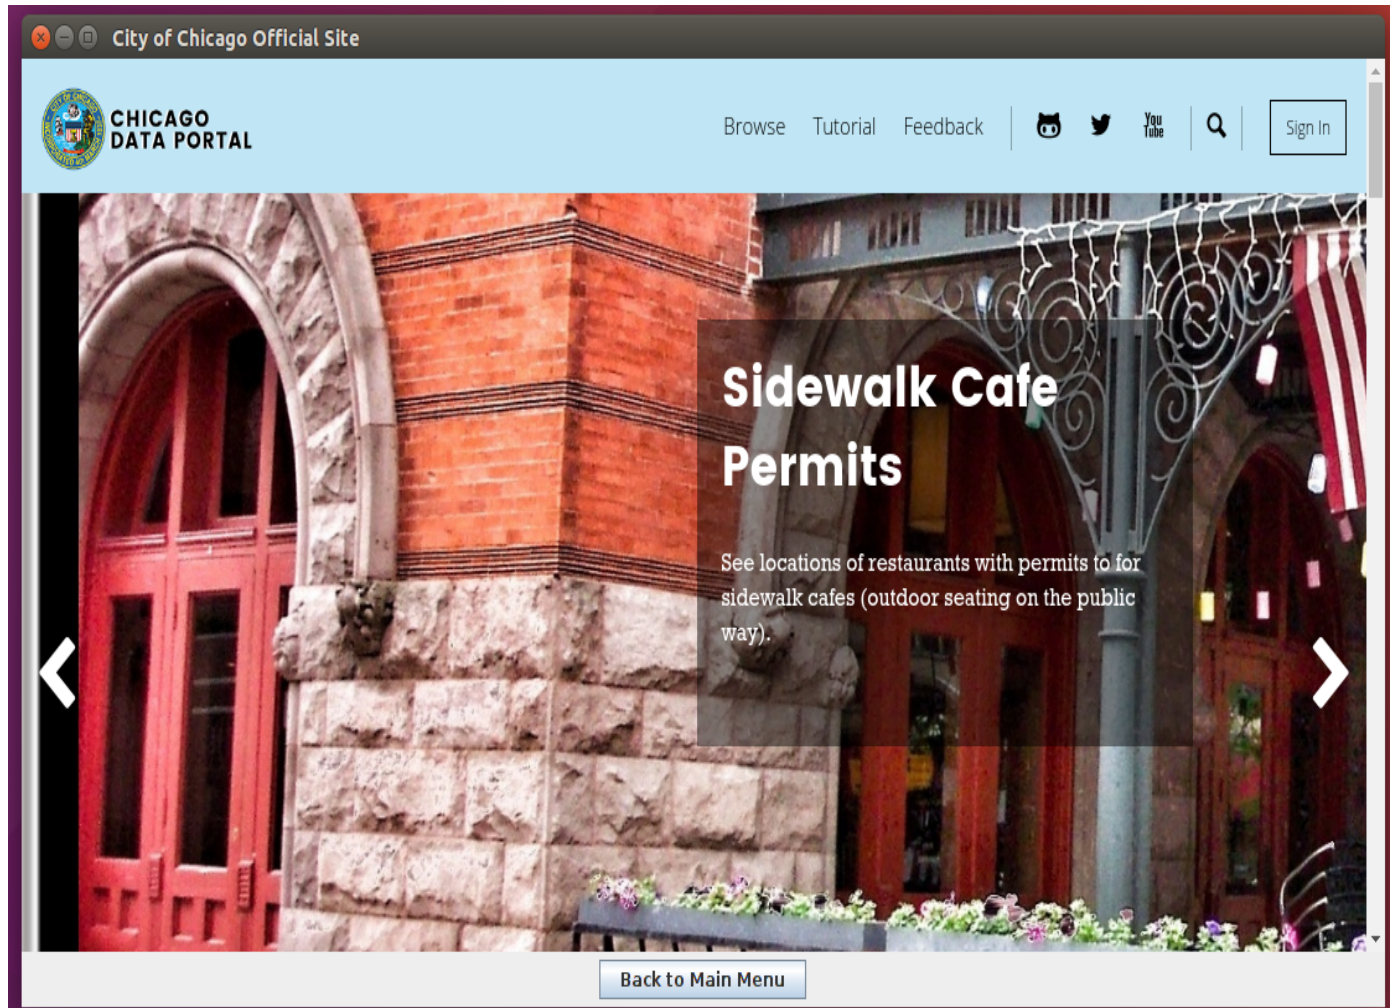 City of Chicago Official Site
CHICAGO
DATA PORTAL
Browse Tutorial Feedback You Tube Sign In
Sidewalk Cafe
Permits
See locations of restaurants with permits to for
sidewalk cafes (outdoor seating on the public
way).
Back to Main Menu